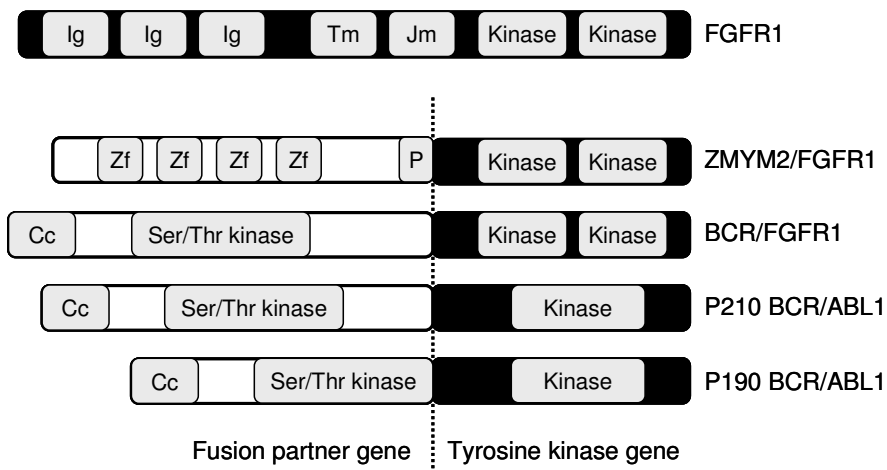 Ig Ig Ig Tm Jm Kinase Kinase FGFR1
Zf Zf Zf Zf P Kinase Kinase ZMYM2/FGFR1
Cc Ser/Thr kinase Kinase Kinase BCR/FGFR1
Cc Ser/Thr kinase Kinase P210 BCR/ABL1
Cc Ser/Thr kinase Kinase P190 BCR/ABL1
Fusion partner gene Tyrosine kinase gene